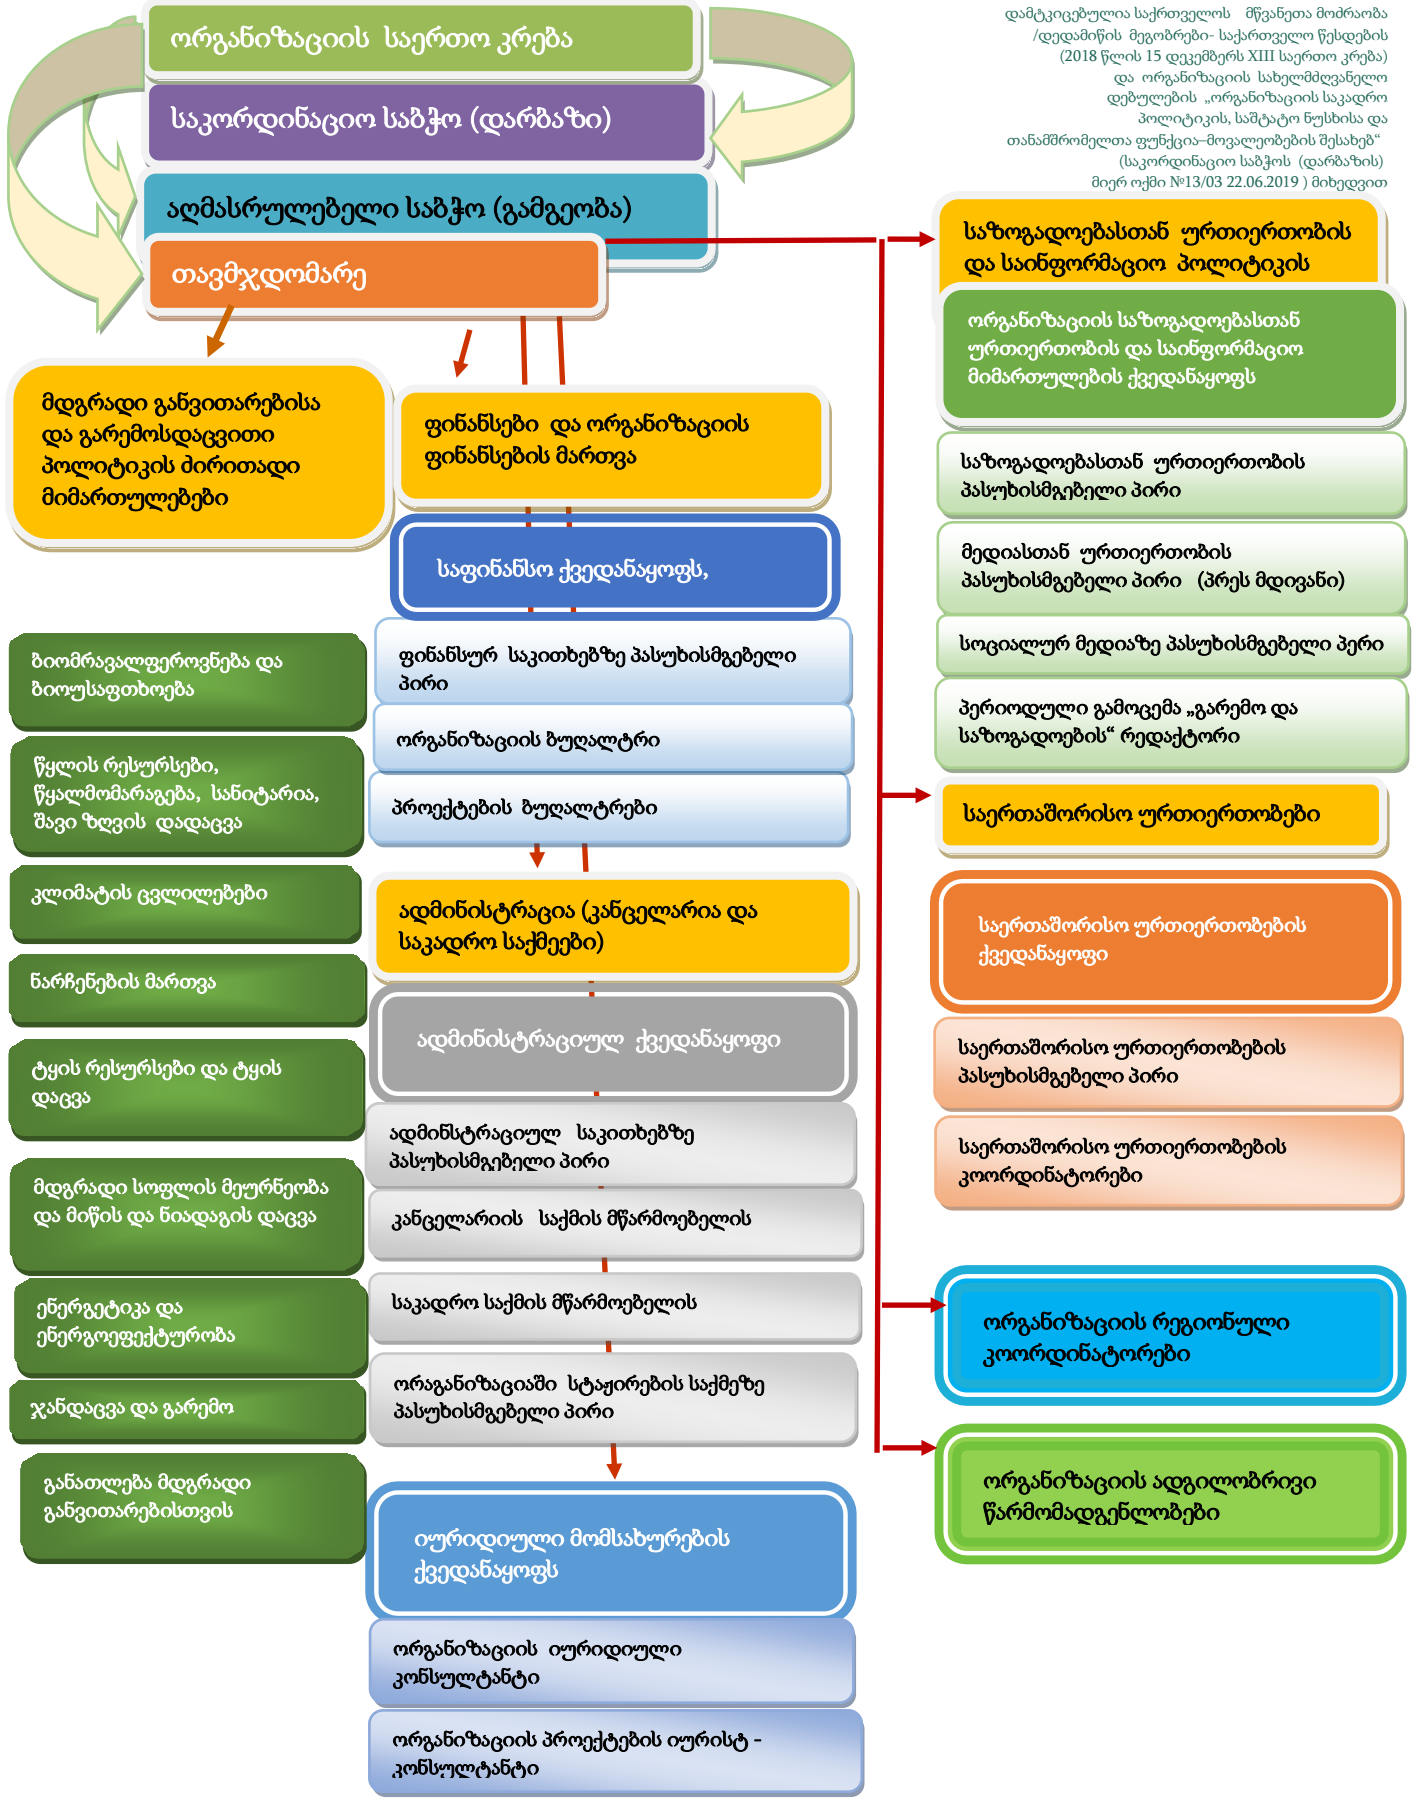 დამტკიცებულია საქრთველოს მწვანეთა მოძრაობა
/დედამიწის მეგობრები- საქართველო წესდების
(2018 წლის 15 დეკემბერს XIII საერთო კრება)
და ორგანიზაციის სახელმძღვანელო
დებულების „ორგანიზაციის საკადრო
პოლიტიკის, საშტატო ნუსხისა და
თანამშრომელთა ფუნქცია–მოვალეობების შესახებ“
(საკორდინაციო საბჭოს (დარბაზის)
მიერ ოქმი №13/03 22.06.2019 ) მიხედვით
ორგანიზაციის საერთო კრება
საკორდინაციო საბჭო (დარბაზი)
აღმასრულებელი საბჭო (გამგეობა)
თავმჯდომარე
მდგრადი განვითარებისა
და გარემოსდაცვითი
პოლიტიკის ძირითადი
მიმართულებები
ბიომრავალფეროვნება და
ბიოუსაფთხოება
წყლის რესურსები,
წყალმომარაგება, სანიტარია,
შავი ზღვის დადაცვა
კლიმატის ცვლილებები
ნარჩენების მართვა
ტყის რესურსები და ტყის
დაცვა
მდგრადი სოფლის მეურნეობა
და მიწის და ნიადაგის დაცვა
ენერგეტიკა და
ენერგოეფექტურობა
ჯანდაცვა და გარემო
განათლება მდგრადი
განვითარებისთვის
ფინანსები და ორგანიზაციის
ფინანსების მართვა
საფინანსო ქვედანაყოფს,
ფინანსურ საკითხებზე პასუხისმგებელი
პირი
ორგანიზაციის ბუღალტრი
პროექტების ბუღალტრები
ადმინისტრაცია (კანცელარია და
საკადრო საქმეები)
ადმინისტრაციულ ქვედანაყოფი
ადმინსტრაციულ საკითხებზე
პასუხისმგებელი პირი
კანცელარიის საქმის მწარმოებელის
საკადრო საქმის მწარმოებელის
ორაგანიზაციაში სტაჟირების საქმეზე
პასუხისმგებელი პირი
იურიდიული მომსახურების
ქვედანაყოფს
ორგანიზაციის იურიდიული
კონსულტანტი
ორგანიზაციის პროექტების იურისტ -
კონსულტანტი
საზოგადოებასთან ურთიერთობის
და საინფორმაციო პოლიტიკის
ორგანიზაციის საზოგადოებასთან
ურთიერთობის და საინფორმაციო
მიმართულების ქვედანაყოფს
საზოგადოებასთან ურთიერთობის
პასუხისმგებელი პირი
მედიასთან ურთიერთობის
პასუხისმგებელი პირი (პრეს მდივანი)
სოციალურ მედიაზე პასუხისმგებელი პერი
პერიოდული გამოცემა „გარემო და
საზოგადოების“ რედაქტორი
საერთაშორისო ურთიერთობები
საერთაშორისო ურთიერთობების
ქვედანაყოფი
საერთაშორისო ურთიერთობების
პასუხისმგებელი პირი
საერთაშორისო ურთიერთობების
კოორდინატორები
ორგანიზაციის რეგიონული
კოორდინატორები
ორგანიზაციის ადგილობრივი
წარმომადგენლობები